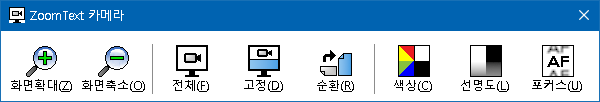 ZoomText 카메라
화면확대(Z) 화면축소(O) 전체(F) 고정(D) 순환(R) 색상(C) 선명도(L) 포커스(U)
AF